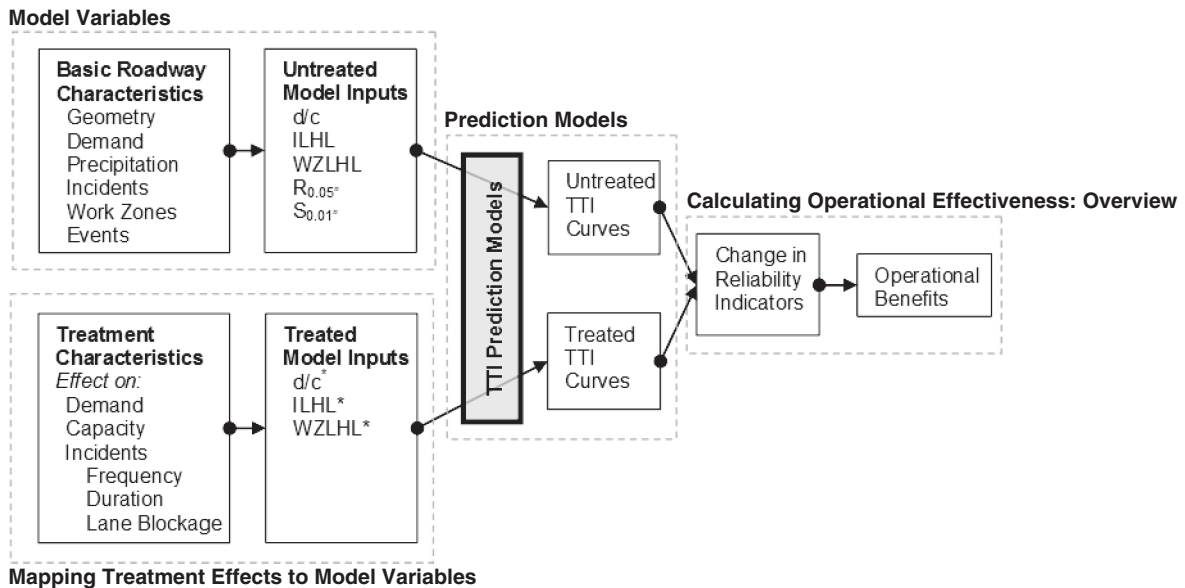 Model Variables
Basic Roadway
Characteristics
Geometry
Demand
Precipitation
Incidents
Work Zones
Events
Untreated
Model Inputs
d/c
ILHL
WZLHL
R0.05"
S0.01"
Prediction Models
TTI Prediction Models
Untreated
TTI
Curves
Calculating Operational Effectiveness: Overview
Change in
Reliability
Indicators
Operational
Benefits
Treatment
Characteristics
Effect on:
Demand
Capacity
Incidents
Frequency
Duration
Lane Blockage
Treated
Model Inputs
d/c*
ILHL*
WZLHL*
Treated
TTI
Curves
Mapping Treatment Effects to Model Variables